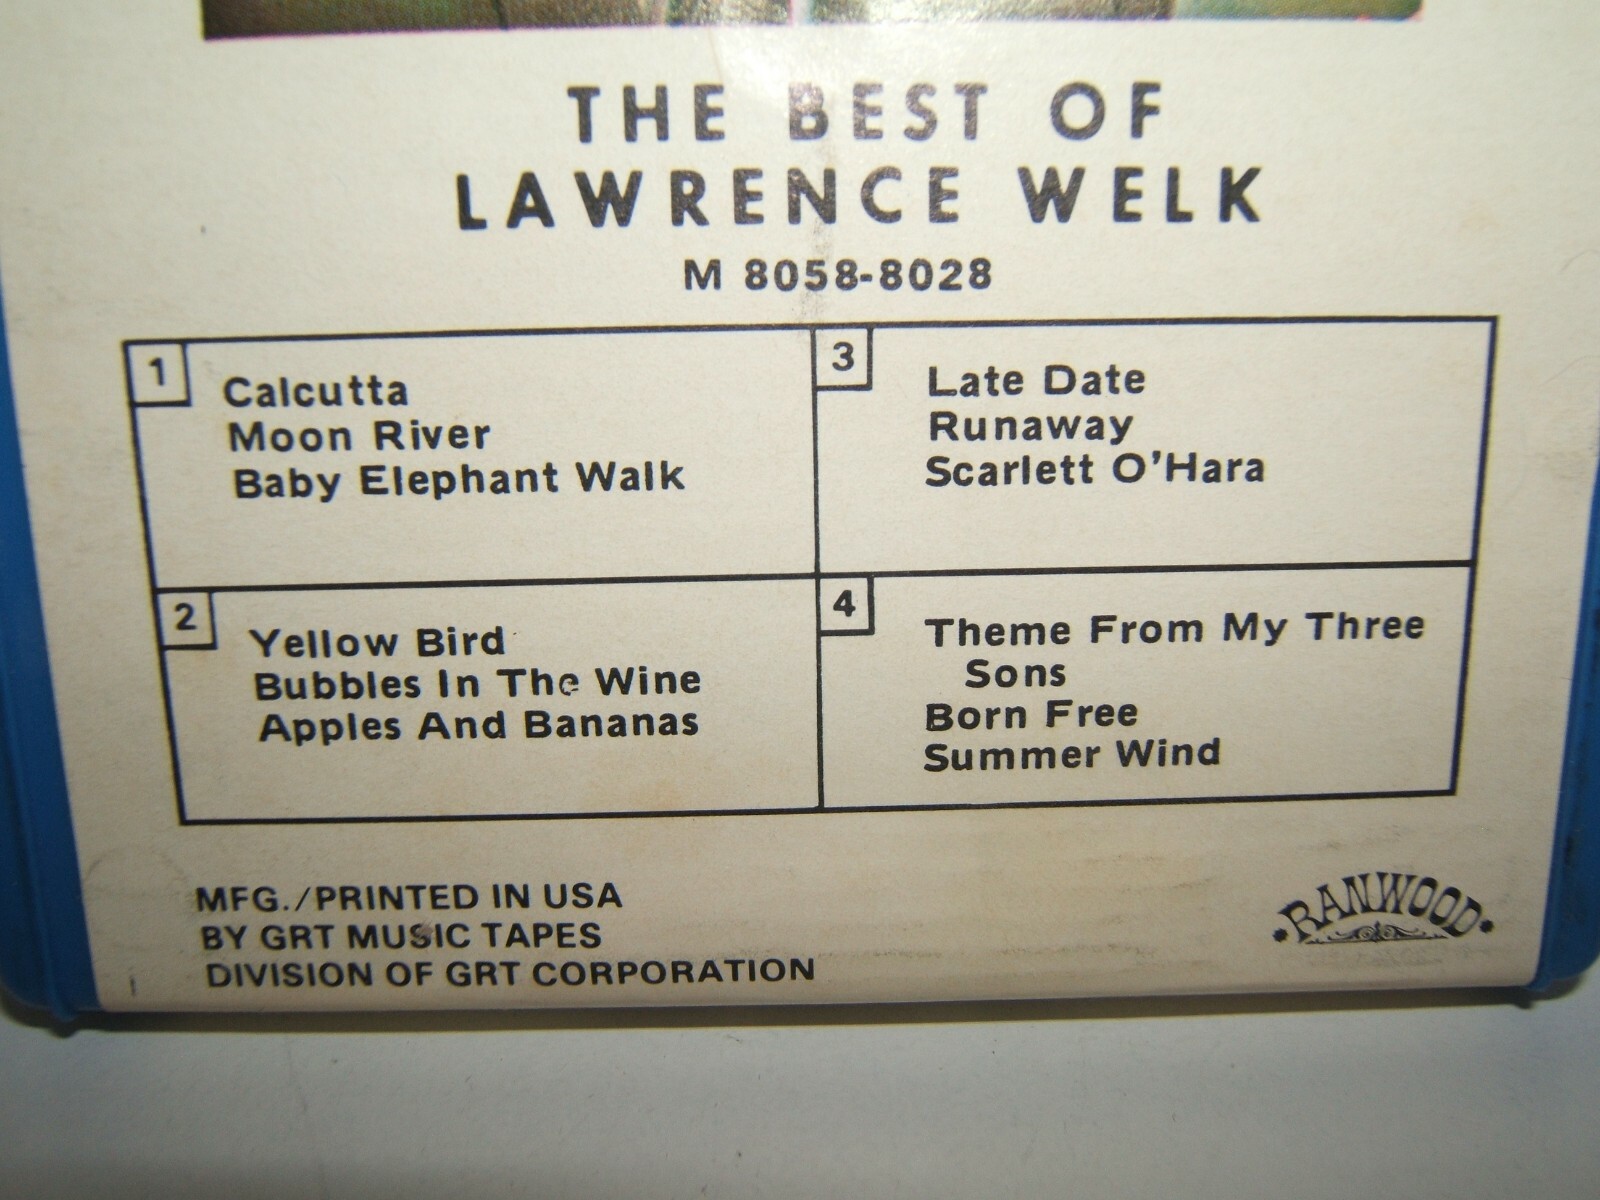 THE BEST OF
LAWRENCE WELK
M 8058-8028
1
Calcutta
Moon River
Baby Elephant Walk
2
Yellow Bird
Bubbles In The Wine
Apples And Bananas
3
Late Date
Runaway
Scarlett O'Hara
4
Theme From My Three
Sons
Born Free
Summer Wind
MFG./PRINTED IN USA
BY GRT MUSIC TAPES
DIVISION OF GRT CORPORATION
RANWOOD